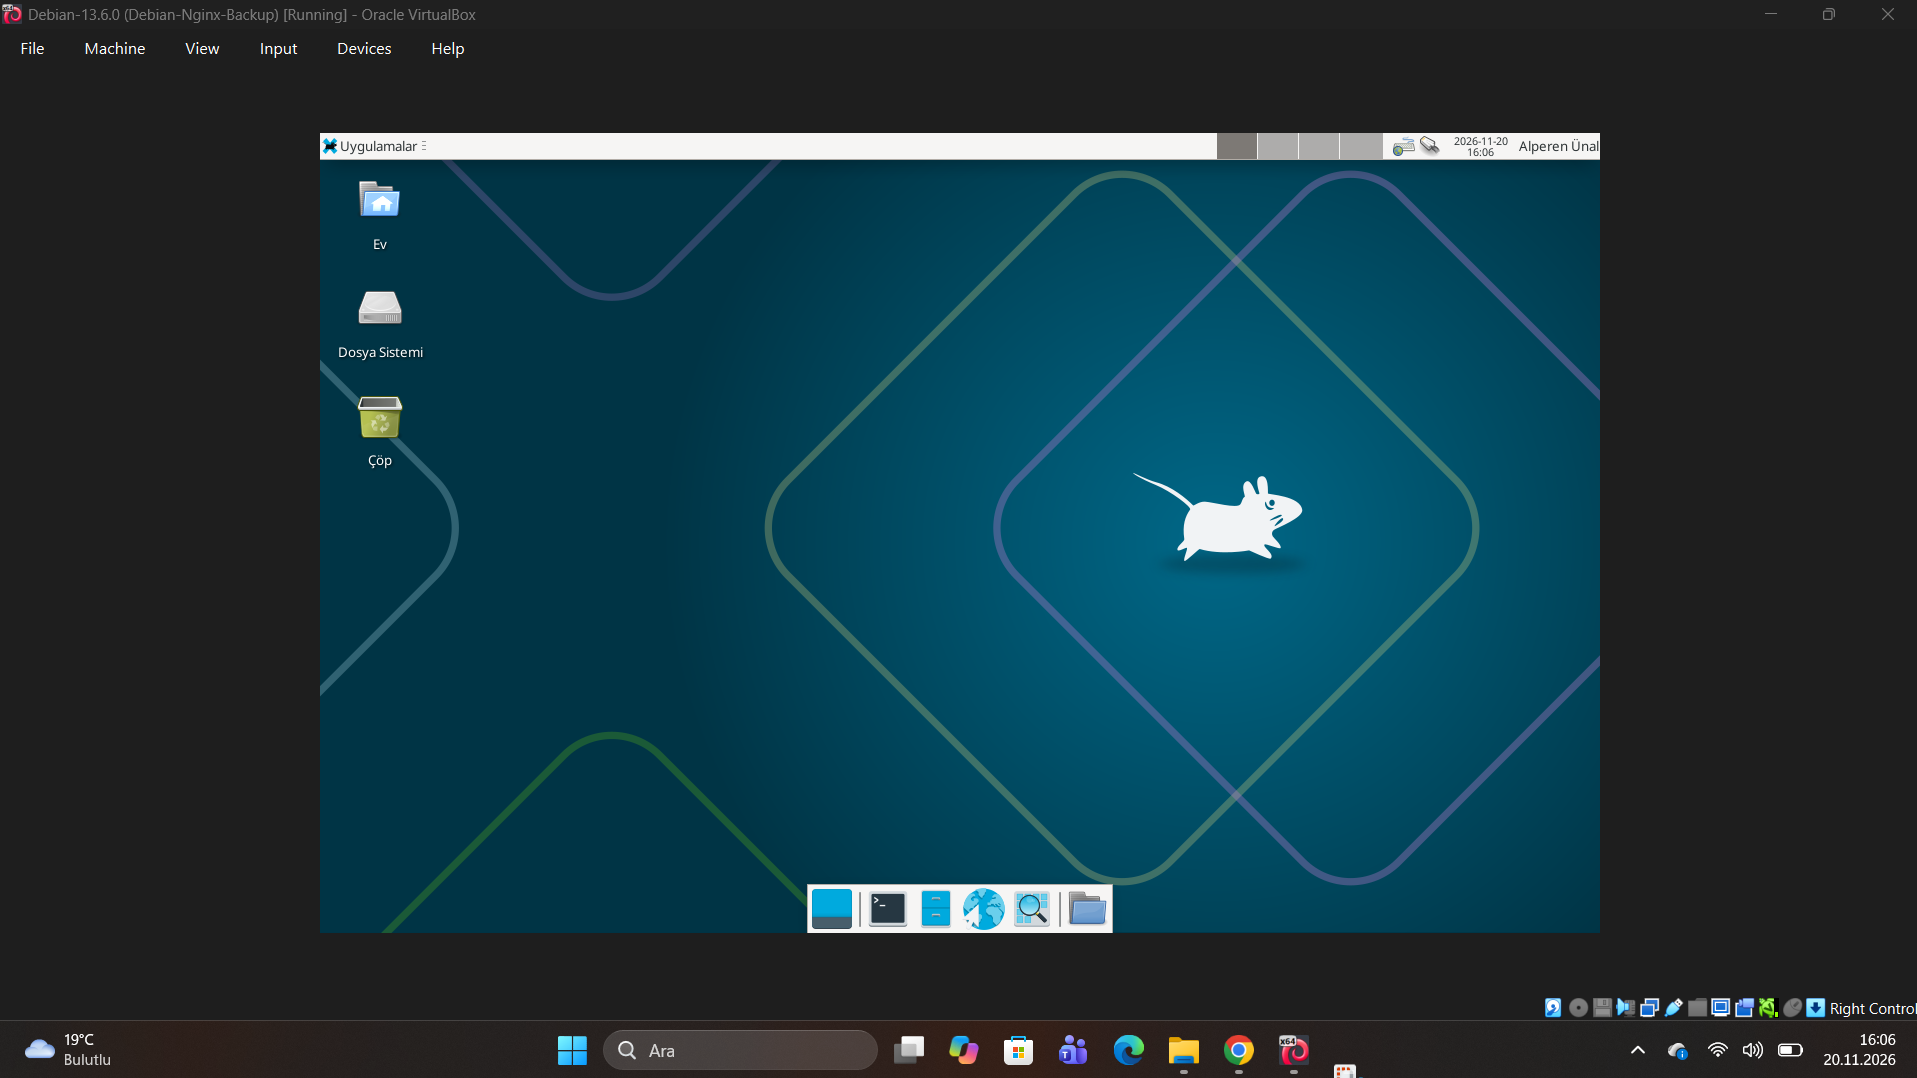 Debian-13.6.0 (Debian-Nginx-Backup) [Running] - Oracle VirtualBox
File Machine View Input Devices Help
Uygulamalar
2026-11-20
16:06
Alperen Ünal
Ev
Dosya Sistemi
Çöp
Right Control
19°C
Bulutlu
Ara
16:06
20.11.2026